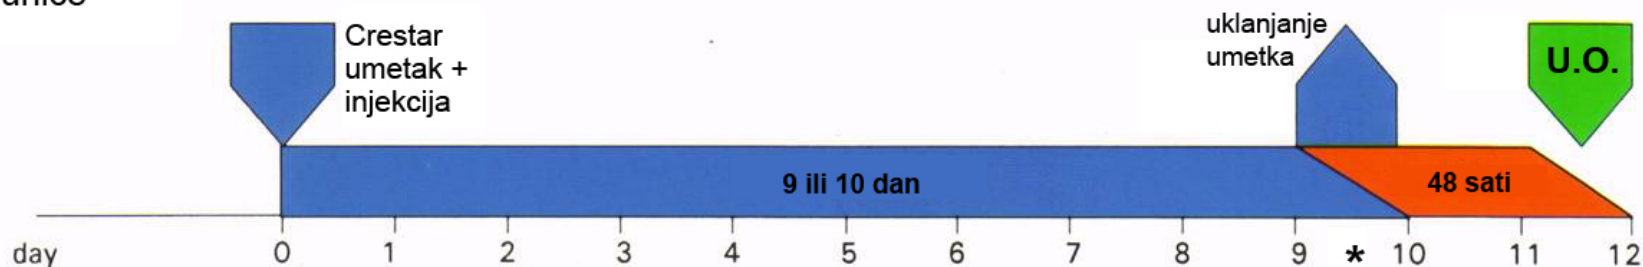 Crestar
umetak +
injekcija
uklanjanje
umetka
U.O.
9 ili 10 dan
48 sati
day 0 1 2 3 4 5 6 7 8 9 * 10 11 12